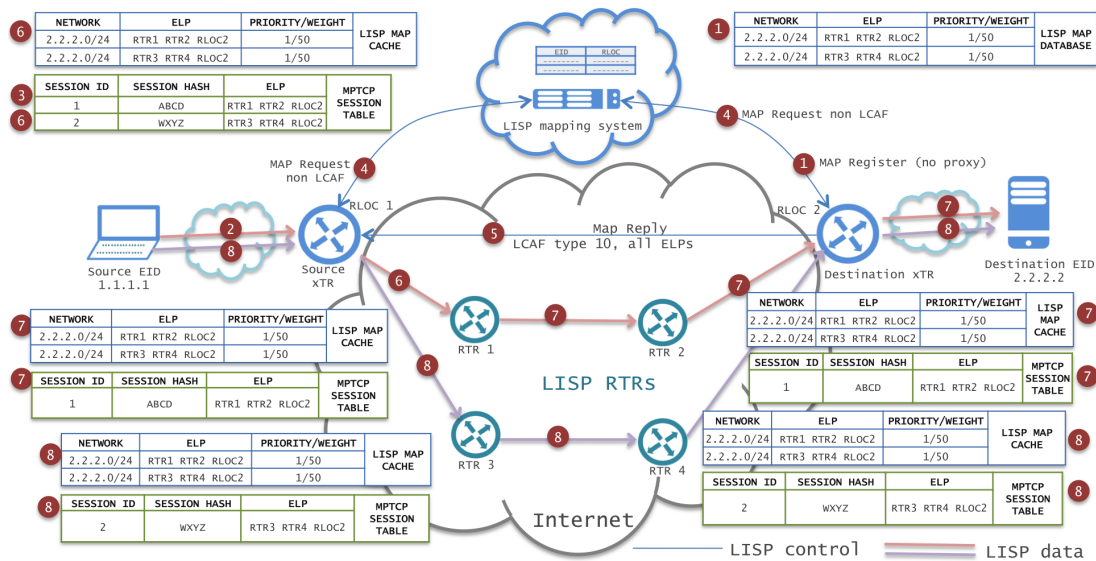 6
NETWORK ELP PRIORITY/WEIGHT LISP MAP CACHE
2.2.2.0/24 RTR1 RTR2 RLOC2 1/50
2.2.2.0/24 RTR3 RTR4 RLOC2 1/50
EID RLOC
1
NETWORK ELP PRIORITY/WEIGHT LISP MAP DATABASE
2.2.2.0/24 RTR1 RTR2 RLOC2 1/50
2.2.2.0/24 RTR3 RTR4 RLOC2 1/50
SESSION ID SESSION HASH ELP MPTCP SESSION TABLE
3 1 ABCD RTR1 RTR2 RLOC2
6 2 WXYZ RTR3 RTR4 RLOC2
LISP mapping system
4
MAP Request non LCAF
MAP Request
non LCAF
4
1
MAP Register (no proxy)
RLOC 1
RLOC 2
Map Reply
5
LCAF type 10, all ELPs
2
8
7
8
Source EID
1.1.1.1
Source
xTR
Destination xTR
Destination EID
2.2.2.2
6
7
7
8
RTR 1
RTR 2
LISP RTRs
8
RTR 3
RTR 4
7
NETWORK ELP PRIORITY/WEIGHT LISP MAP CACHE
2.2.2.0/24 RTR1 RTR2 RLOC2 1/50
2.2.2.0/24 RTR3 RTR4 RLOC2 1/50
7
SESSION ID SESSION HASH ELP MPTCP SESSION TABLE
1 ABCD RTR1 RTR2 RLOC2
8
NETWORK ELP PRIORITY/WEIGHT LISP MAP CACHE
2.2.2.0/24 RTR1 RTR2 RLOC2 1/50
2.2.2.0/24 RTR3 RTR4 RLOC2 1/50
8
SESSION ID SESSION HASH ELP MPTCP SESSION TABLE
2 WXYZ RTR3 RTR4 RLOC2
NETWORK ELP PRIORITY/WEIGHT LISP MAP CACHE
2.2.2.0/24 RTR1 RTR2 RLOC2 1/50
2.2.2.0/24 RTR3 RTR4 RLOC2 1/50
7
SESSION ID SESSION HASH ELP MPTCP SESSION TABLE
1 ABCD RTR1 RTR2 RLOC2
7
NETWORK ELP PRIORITY/WEIGHT LISP MAP CACHE
2.2.2.0/24 RTR1 RTR2 RLOC2 1/50
2.2.2.0/24 RTR3 RTR4 RLOC2 1/50
8
SESSION ID SESSION HASH ELP MPTCP SESSION TABLE
2 WXYZ RTR3 RTR4 RLOC2
8
Internet
LISP control
LISP data